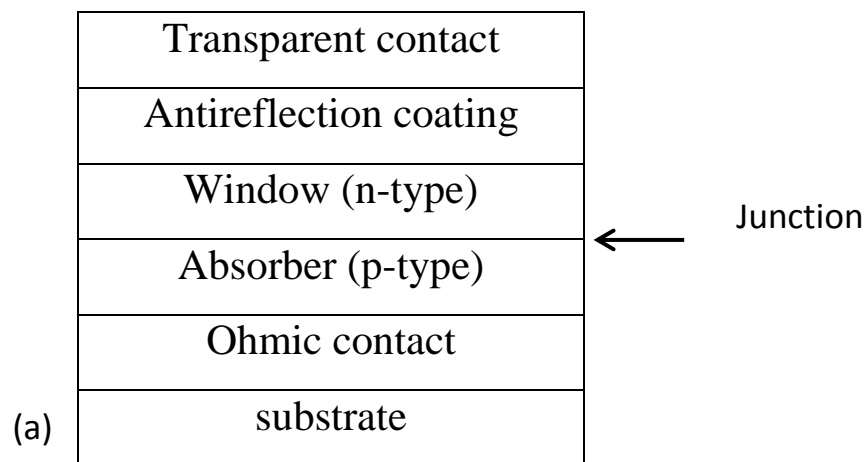 Transparent contact
Antireflection coating
Window (n-type)
Junction
Absorber (p-type)
Ohmic contact
(a)
substrate